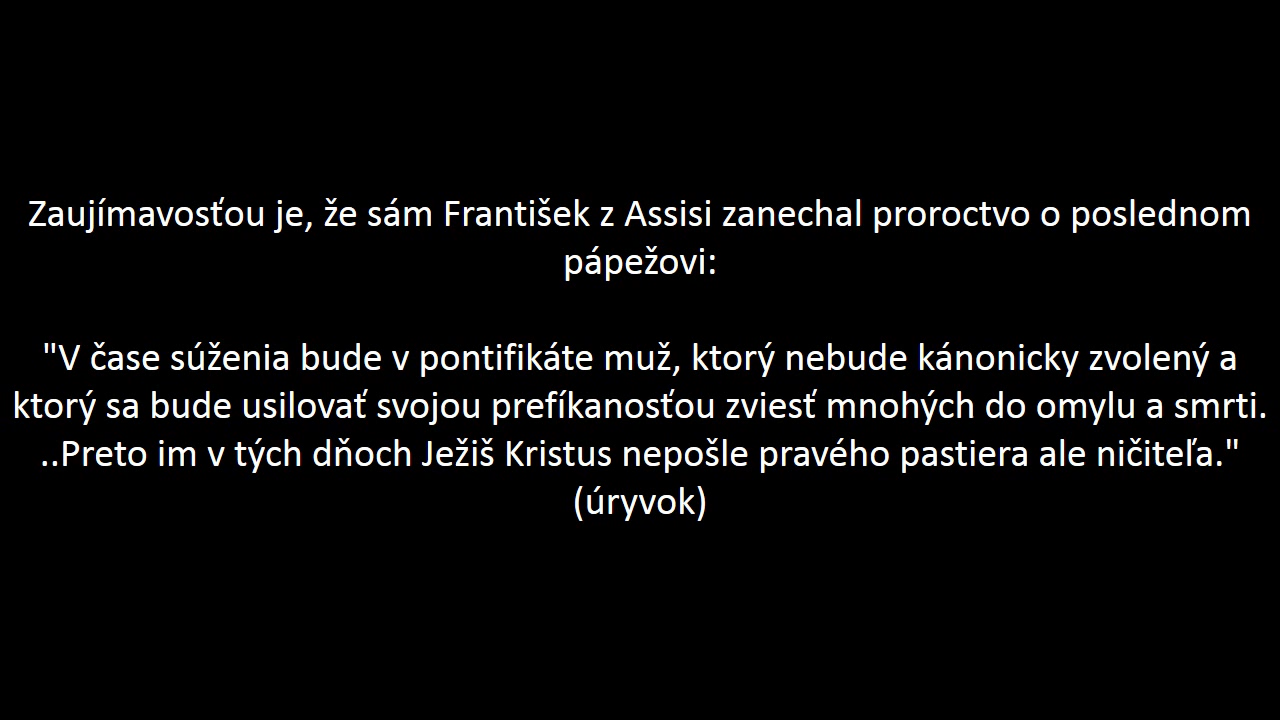 Zaujímavosťou je, že sám František z Assisi zanechal proroctvo o poslednom
pápežovi:
"V čase súženia bude v pontifikáte muž, ktorý nebude kánonicky zvolený a
ktorý sa bude usilovať svojou prefíkanosťou zviesť mnohých do omylu a smrti.
..Preto im v tých dňoch Ježiš Kristus nepošle pravého pastiera ale ničiteľa."
(úryvok)